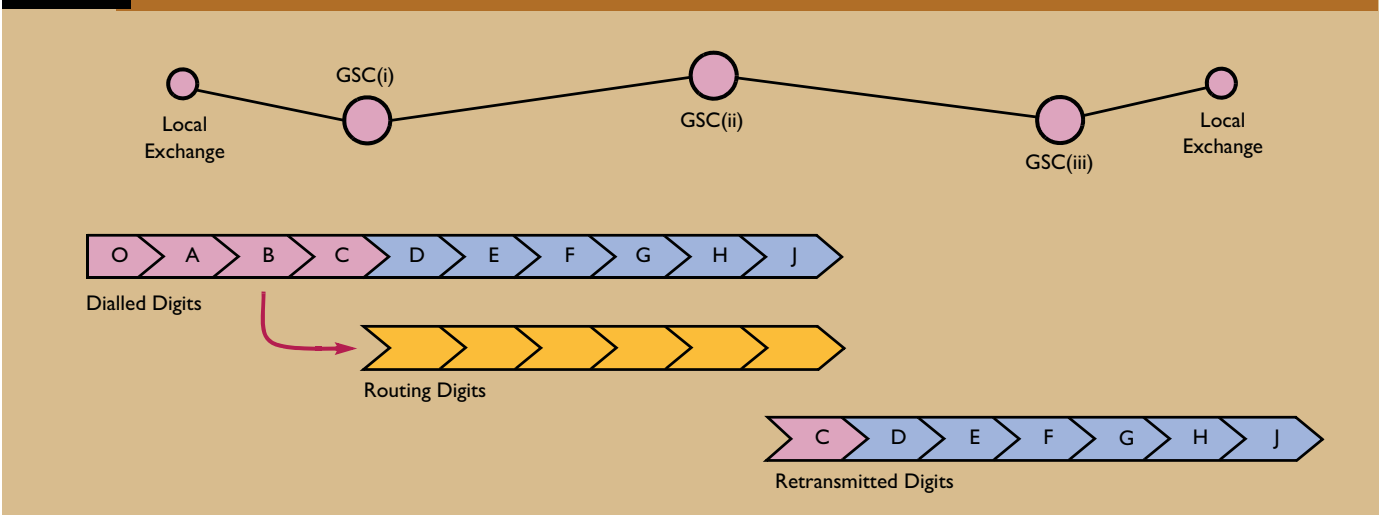 GSC(i)
GSC(ii)
Local
Exchange
Local
Exchange
GSC(iii)
O A B C D E F G H J
Dialled Digits
Routing Digits
C D E F G H J
Retransmitted Digits